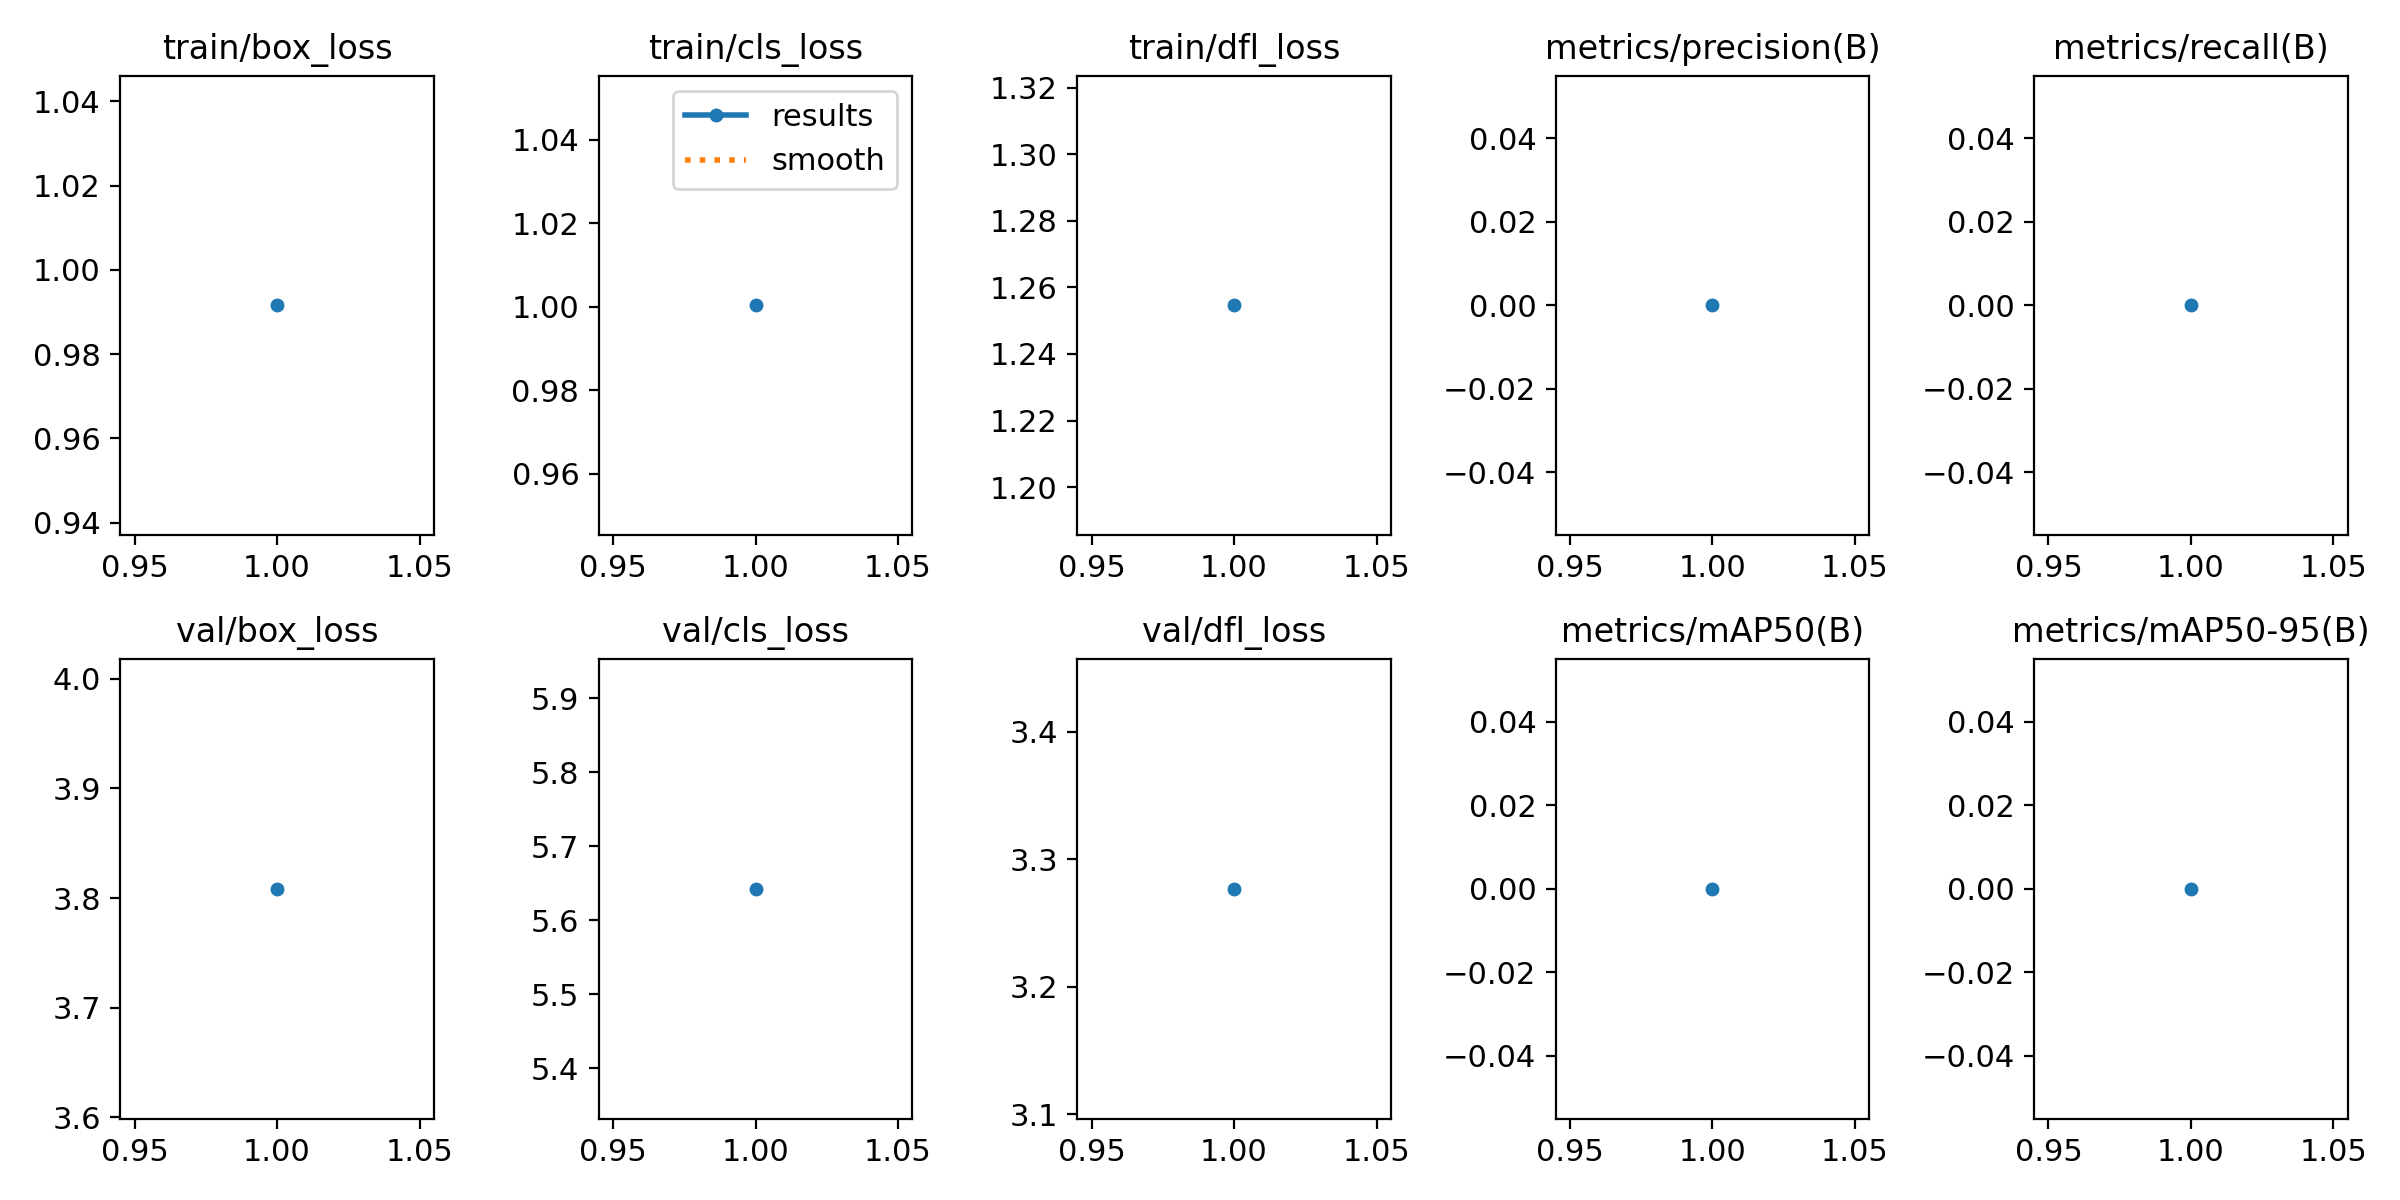 train/box_loss
1.04
1.02
1.00
0.98
0.96
0.94
0.95 1.00 1.05
train/cls_loss
results
smooth
1.04
1.02
1.00
0.98
0.96
0.95 1.00 1.05
train/dfl_loss
1.32
1.30
1.28
1.26
1.24
1.22
1.20
0.95 1.00 1.05
metrics/precision(B)
0.04
0.02
0.00
−0.02
−0.04
0.95 1.00 1.05
metrics/recall(B)
0.04
0.02
0.00
−0.02
−0.04
0.95 1.00 1.05
val/box_loss
4.0
3.9
3.8
3.7
3.6
0.95 1.00 1.05
val/cls_loss
5.9
5.8
5.7
5.6
5.5
5.4
0.95 1.00 1.05
val/dfl_loss
3.4
3.3
3.2
3.1
0.95 1.00 1.05
metrics/mAP50(B)
0.04
0.02
0.00
−0.02
−0.04
0.95 1.00 1.05
metrics/mAP50-95(B)
0.04
0.02
0.00
−0.02
−0.04
0.95 1.00 1.05